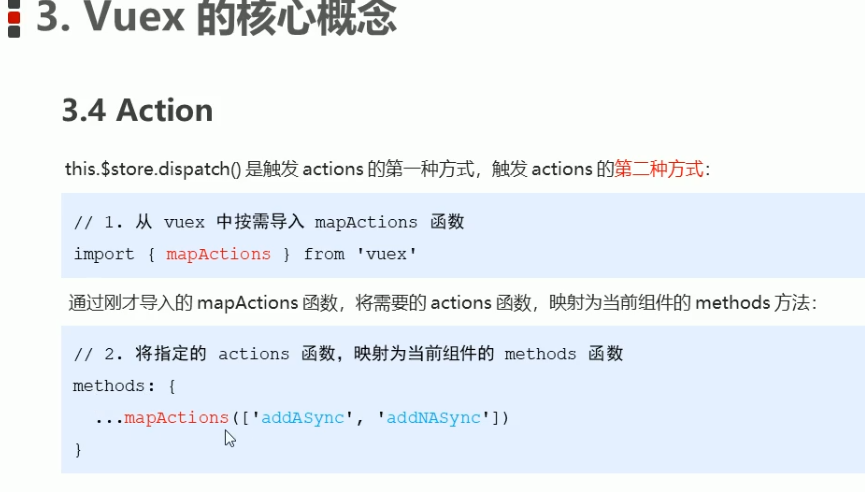 3. Vuex 的核心概念
3.4 Action
this.$store.dispatch() 是触发 actions 的第一种方式，触发 actions 的第二种方式：
// 1. 从 vuex 中按需导入 mapActions 函数
import { mapActions } from 'vuex'
通过刚才导入的 mapActions 函数，将需要的 actions 函数，映射为当前组件的 methods 方法：
// 2. 将指定的 actions 函数，映射为当前组件的 methods 函数
methods: {
...mapActions(['addASync', 'addNASync'])
}